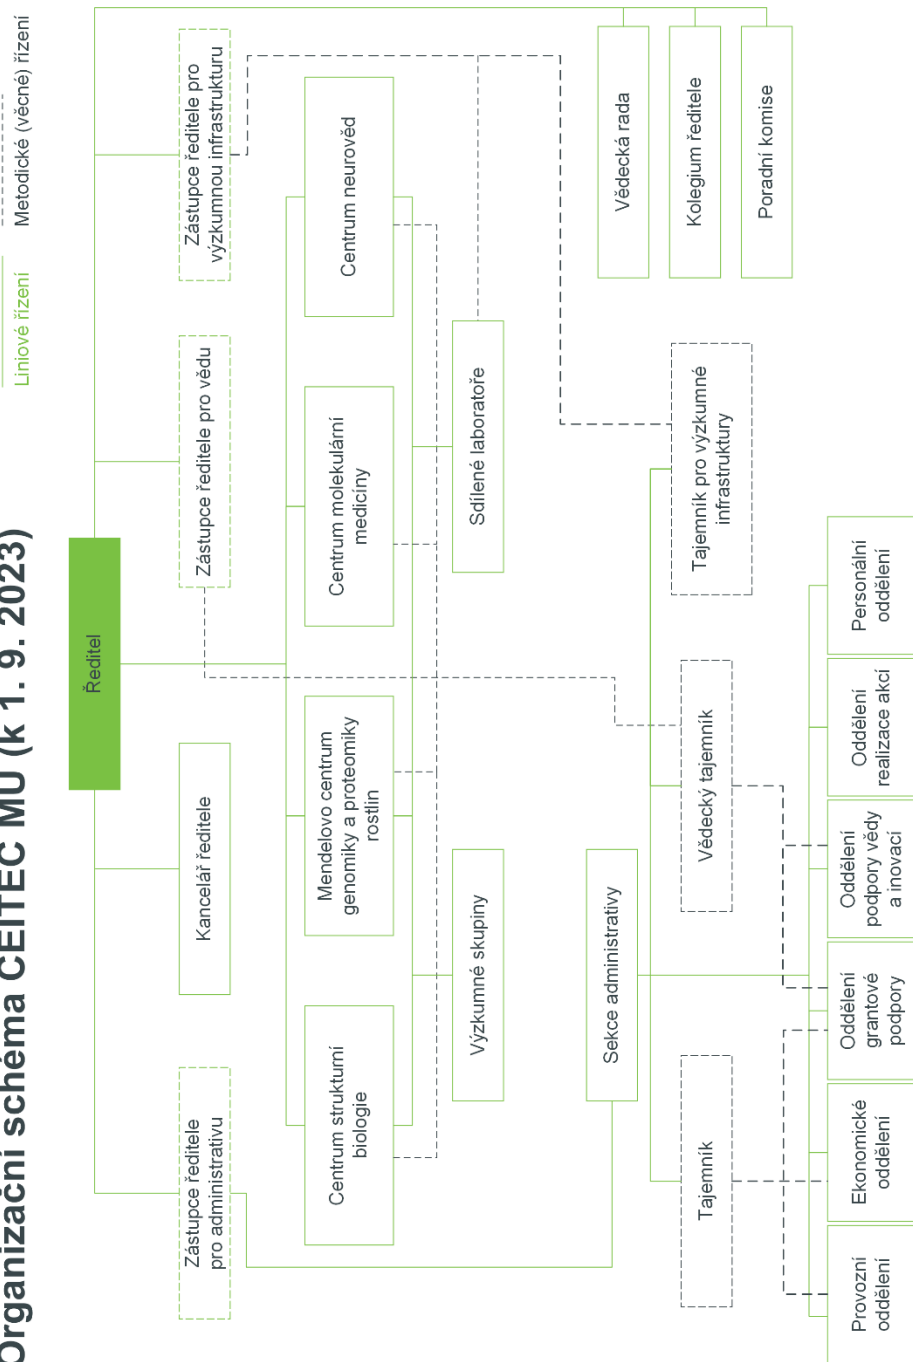 Organizační schéma CEITEC MU (k 1. 9. 2023)
Liniové řízení
Metodické (věcné) řízení
Ředitel
Zástupce ředitele
pro administrativu
Kancelář ředitele
Zástupce ředitele pro vědu
Zástupce ředitele pro
výzkumnou infrastrukturu
Centrum strukturní
biologie
Mendelovo centrum
genomiky a proteomiky
rostlin
Centrum molekulární
medicíny
Centrum neurověd
Výzkumné skupiny
Sdílené laboratoře
Vědecká rada
Kolegium ředitele
Poradní komise
Sekce administrativy
Tajemník
Vědecký tajemník
Tajemník pro výzkumné
infrastruktury
Provozní
oddělení
Ekonomické
oddělení
Oddělení
grantové
podpory
Oddělení
podpory vědy
a inovací
Oddělení
realizace akcí
Personální
oddělení